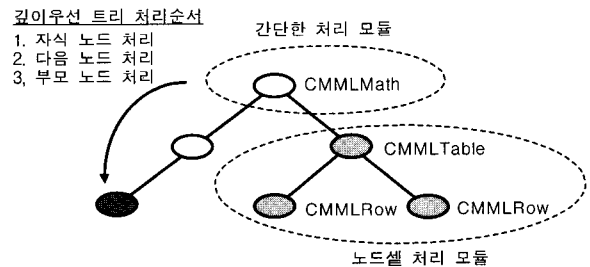 깊이우선 트리 처리순서
1. 자식 노드 처리
2. 다음 노드 처리
3, 부모 노드 처리
간단한 처리 모듈
CMMLMath
CMMLTable
CMMLRow
CMMLRow
노드셀 처리 모듈